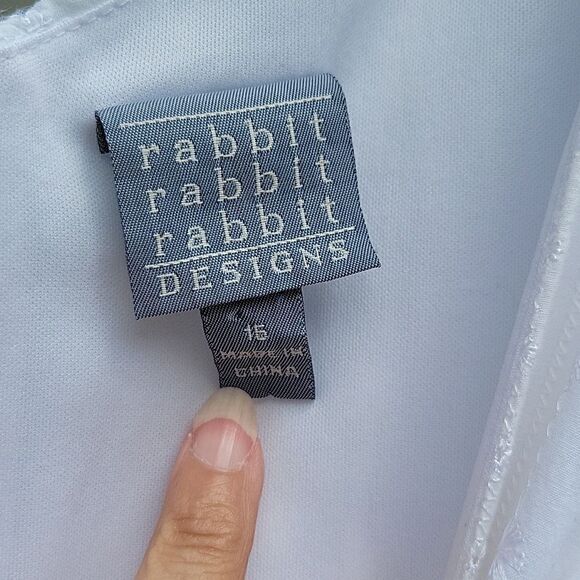 rabbit
rabbit
rabbit
DESIGNS
16
MADE IN
CHINA